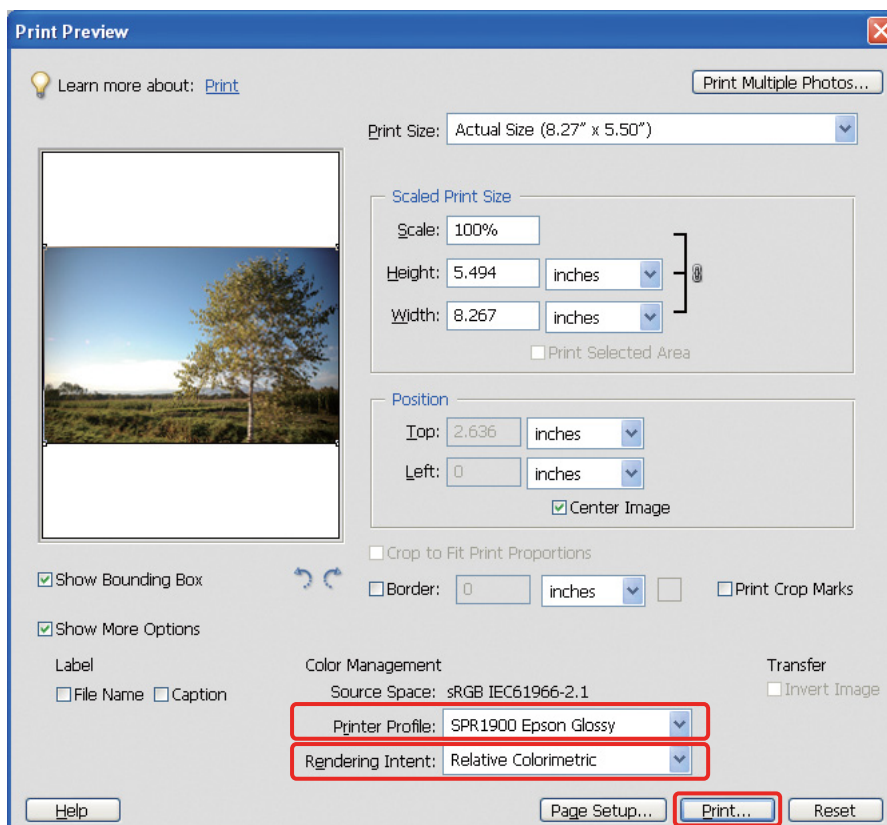 Print Preview
Learn more about: Print
Print Multiple Photos...
Print Size: Actual Size (8.27" x 5.50")
Scaled Print Size
Scale: 100%
Height: 5.494 inches
Width: 8.267 inches
Print Selected Area
Position
Top: 2.636 inches
Left: 0 inches
Center Image
Crop to Fit Print Proportions
Show Bounding Box
Border: 0 inches
Print Crop Marks
Show More Options
Label
File Name Caption
Color Management
Source Space: sRGB IEC61966-2.1
Printer Profile: SPR1900 Epson Glossy
Rendering Intent: Relative Colorimetric
Transfer
Invert Image
Help
Page Setup...
Print...
Reset